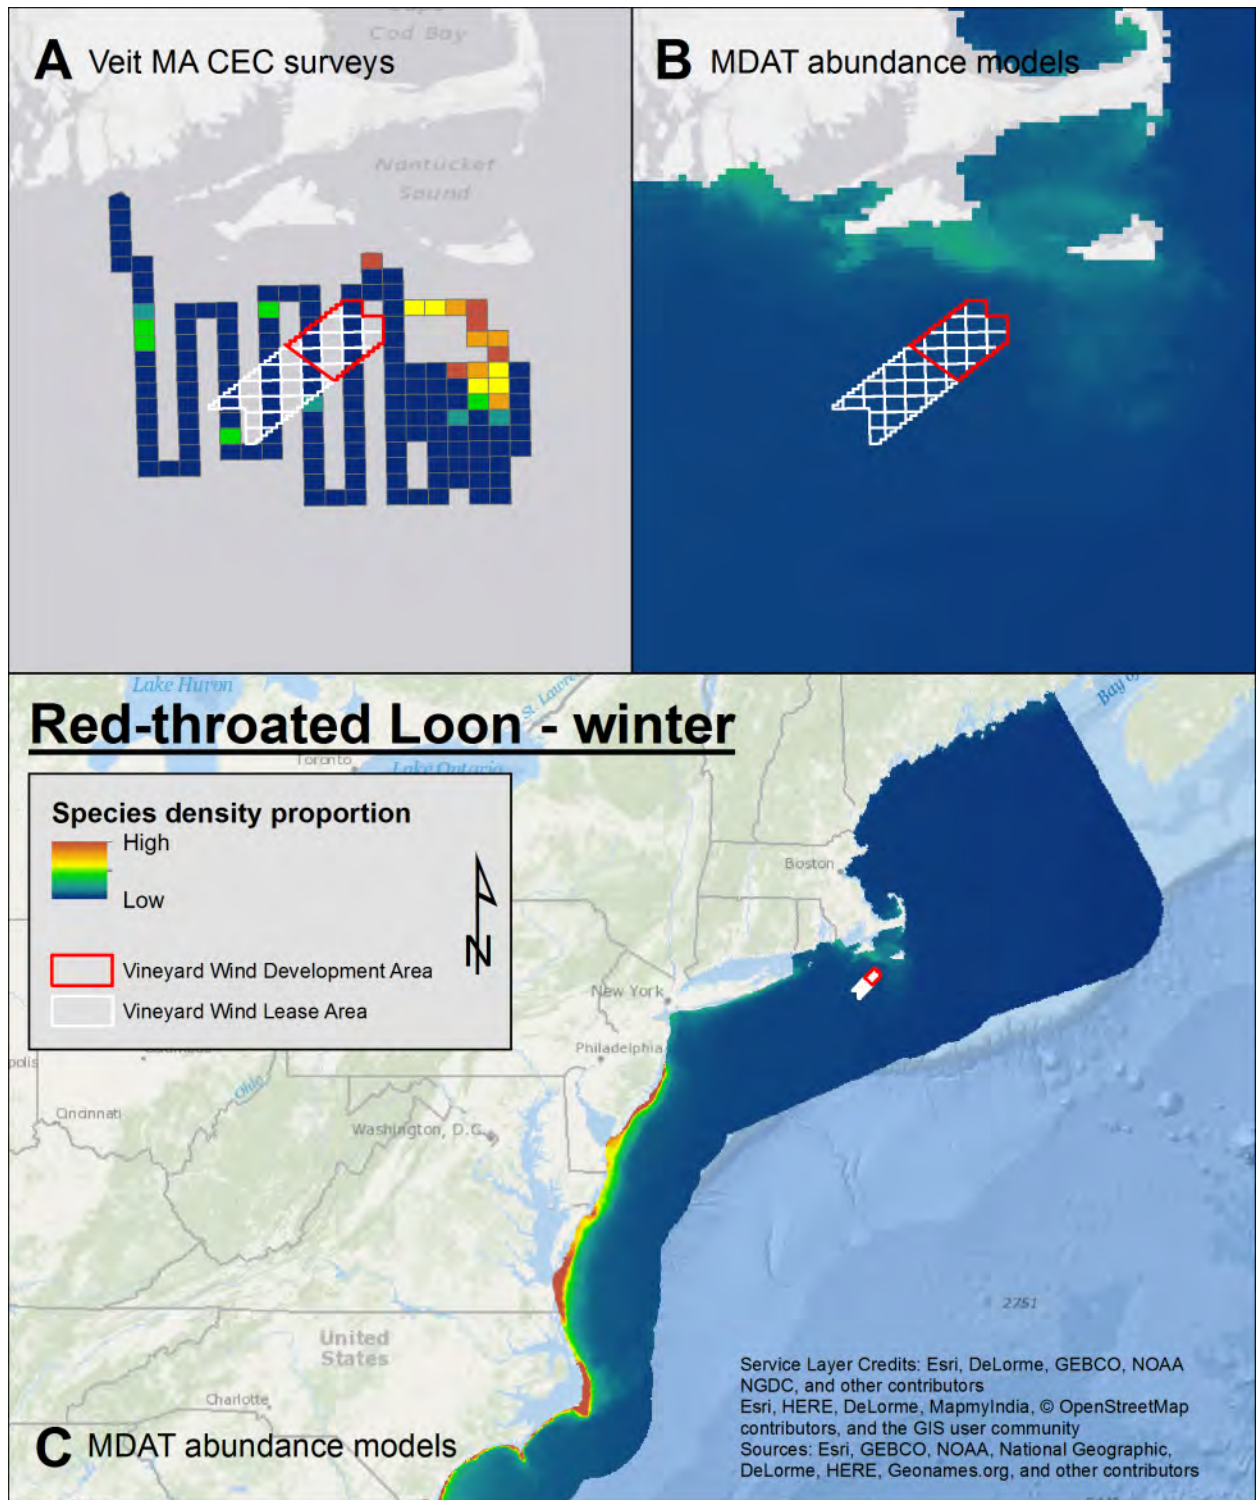 Cod Bay
A Veit MA CEC surveys
B MDAT abundance models
Nantucket
Sound
Lake Huron
St. Lawre
Bay of
Red-throated Loon - winter
Toronto
Lake Ontario
Species density proportion
High
Low
N
Vineyard Wind Development Area
Vineyard Wind Lease Area
Boston
New York
Philadelphia
Ohio
Cincinnati
Washington, D.C.
2751
United
States
Charlotte
C MDAT abundance models
Service Layer Credits: Esri, DeLorme, GEBCO, NOAA
NGDC, and other contributors
Esri, HERE, DeLorme, MapmyIndia, © OpenStreetMap
contributors, and the GIS user community
Sources: Esri, GEBCO, NOAA, National Geographic,
DeLorme, HERE, Geonames.org, and other contributors